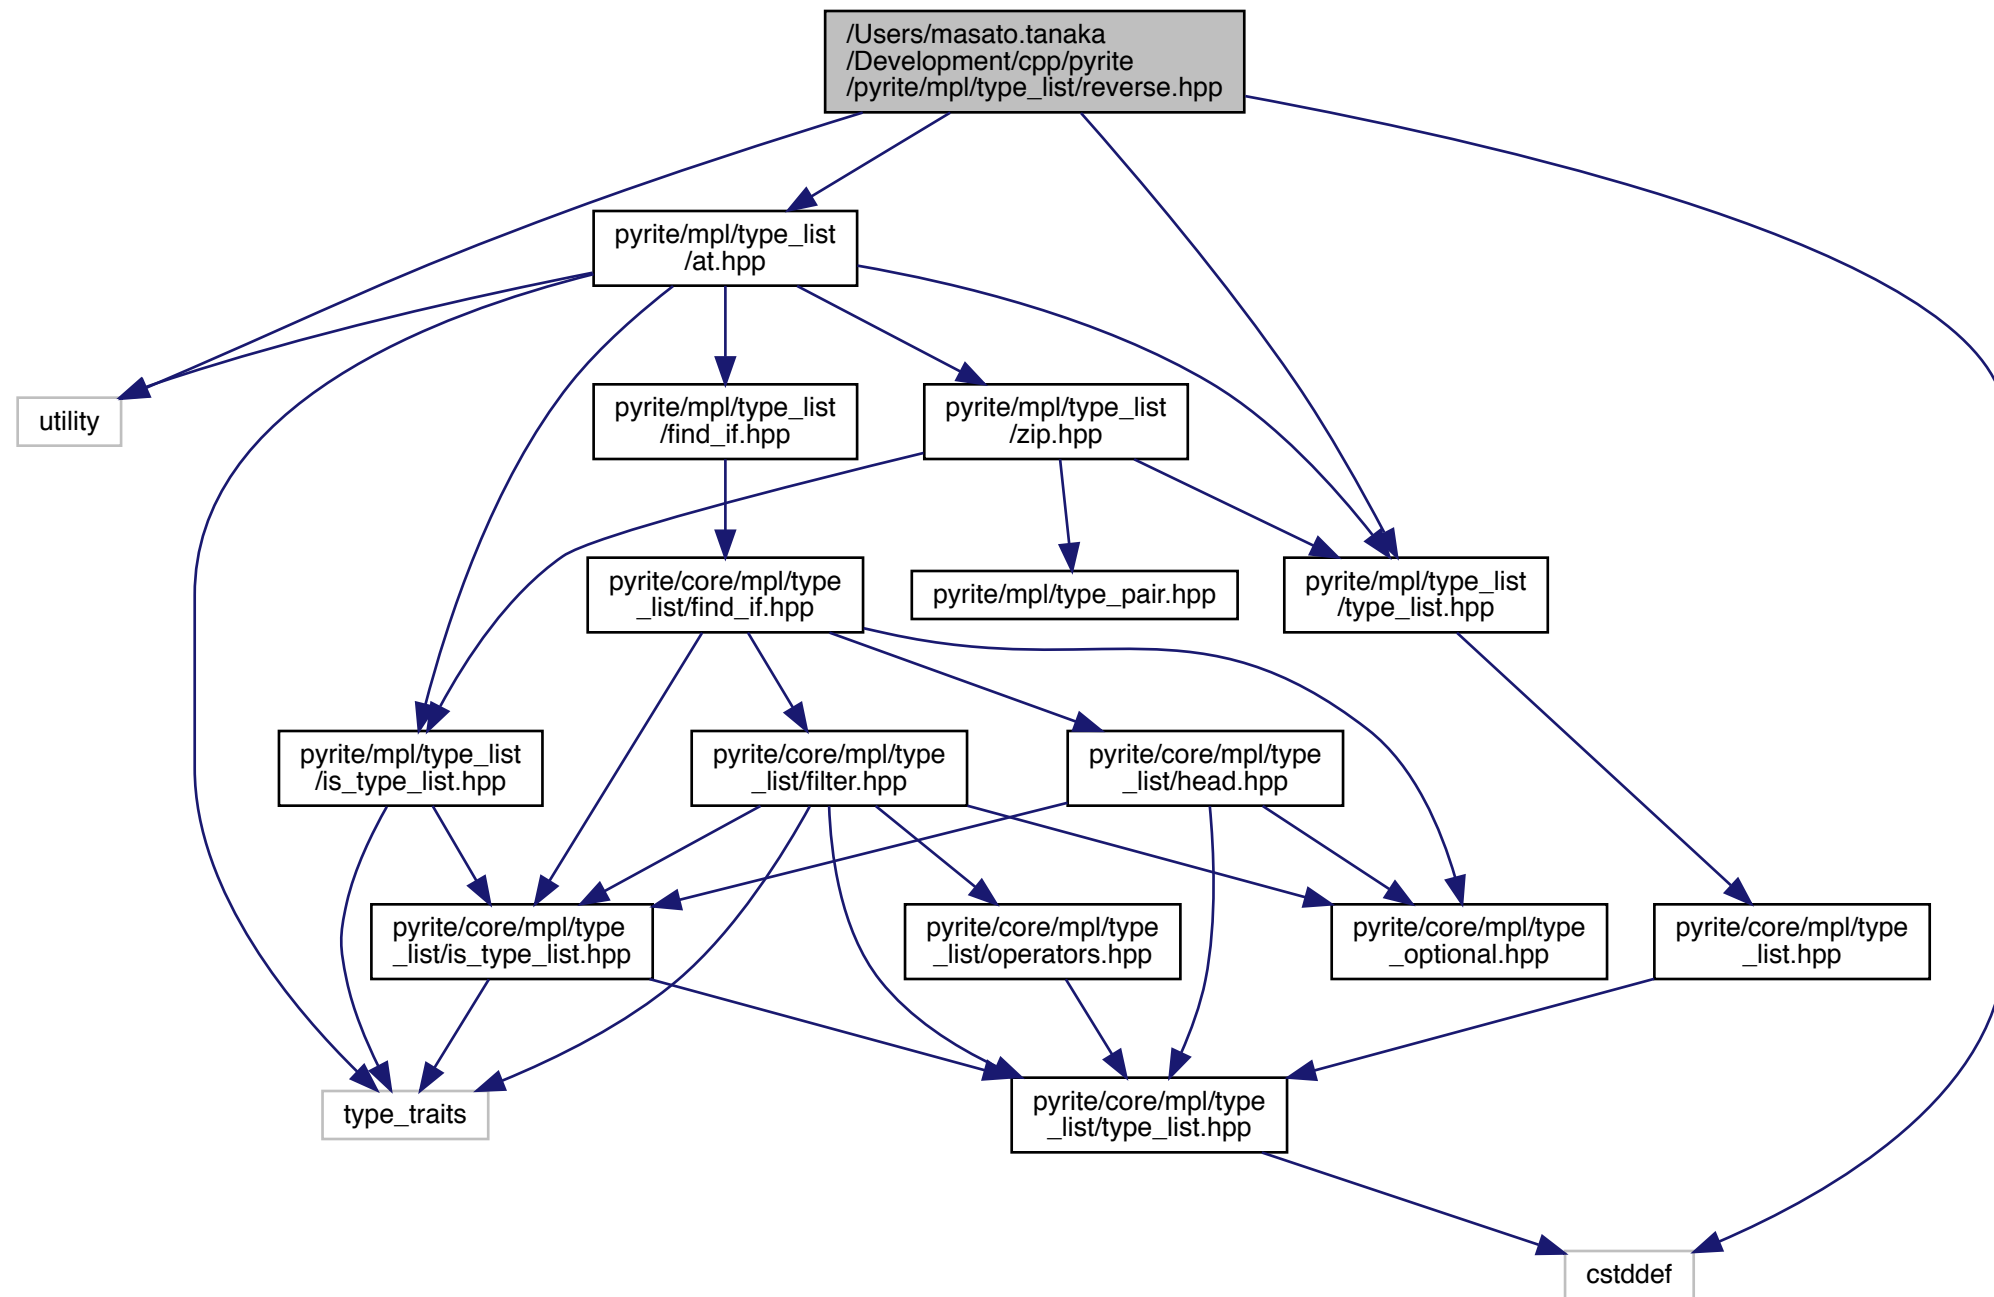 /Users/masato.tanaka
/Development/cpp/pyrite
/pyrite/mpl/type_list/reverse.hpp
pyrite/mpl/type_list
/at.hpp
utility
pyrite/mpl/type_list
/find_if.hpp
pyrite/mpl/type_list
/zip.hpp
pyrite/core/mpl/type
_list/find_if.hpp
pyrite/mpl/type_pair.hpp
pyrite/mpl/type_list
/type_list.hpp
pyrite/mpl/type_list
/is_type_list.hpp
pyrite/core/mpl/type
_list/filter.hpp
pyrite/core/mpl/type
_list/head.hpp
pyrite/core/mpl/type
_list/is_type_list.hpp
pyrite/core/mpl/type
_list/operators.hpp
pyrite/core/mpl/type
_optional.hpp
pyrite/core/mpl/type
_list.hpp
type_traits
pyrite/core/mpl/type
_list/type_list.hpp
cstddef